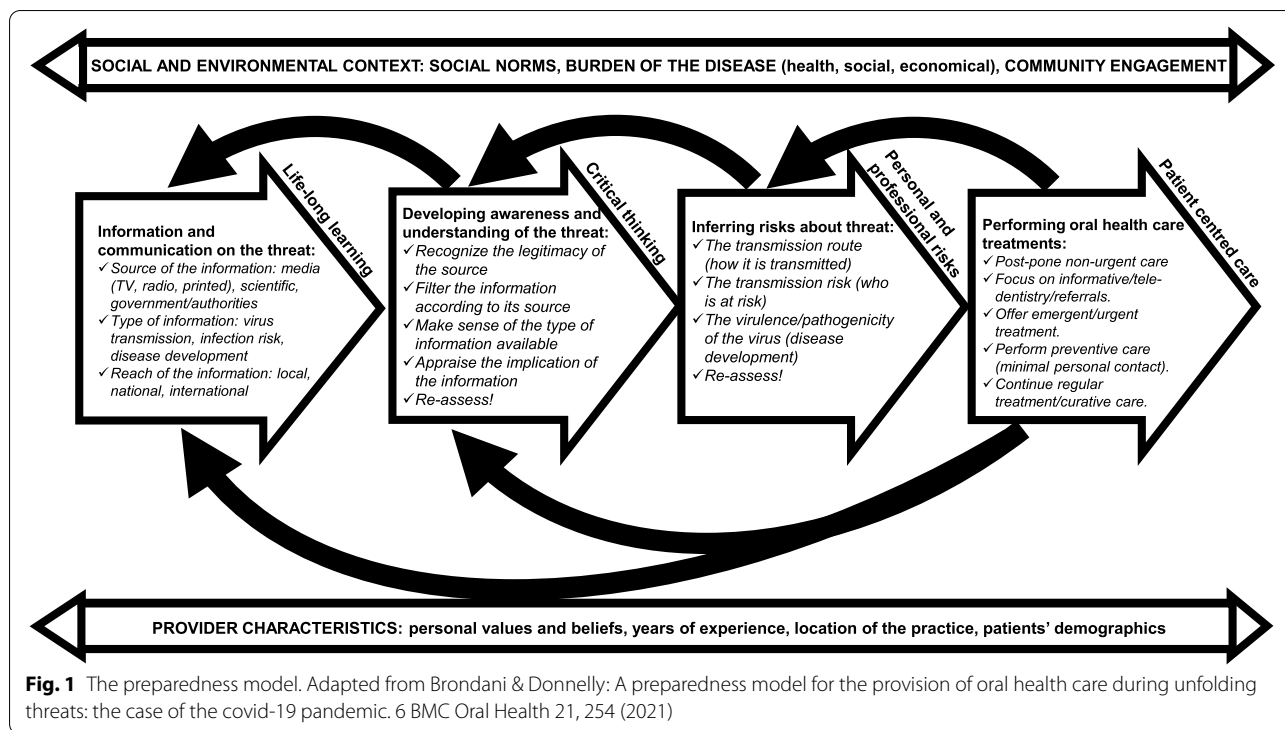 SOCIAL AND ENVIRONMENTAL CONTEXT: SOCIAL NORMS, BURDEN OF THE DISEASE (health, social, economical), COMMUNITY ENGAGEMENT
Information and
communication on the threat:
✓Source of the information: media
(TV, radio, printed), scientific,
government/authorities
✓Type of information: virus
transmission, infection risk,
disease development
✓Reach of the information: local,
national, international
Life-long learning
Developing awareness and
understanding of the threat:
✓Recognize the legitimacy of
the source
✓Filter the information
according to its source
✓Make sense of the type of
information available
✓Appraise the implication of
the information
✓Re-assess!
Critical thinking
Inferring risks about threat:
✓The transmission route
(how it is transmitted)
✓The transmission risk (who
is at risk)
✓The virulence/pathogenicity
of the virus (disease
development)
✓Re-assess!
Personal and
professional risks
Performing oral health care
treatments:
✓Post-pone non-urgent care
✓Focus on informative/tele-
dentistry/referrals.
✓Offer emergent/urgent
treatment.
✓Perform preventive care
(minimal personal contact).
✓Continue regular
treatment/curative care.
Patient centred care
PROVIDER CHARACTERISTICS: personal values and beliefs, years of experience, location of the practice, patients’ demographics
Fig. 1 The preparedness model. Adapted from Brondani & Donnelly: A preparedness model for the provision of oral health care during unfolding
threats: the case of the covid-19 pandemic. 6 BMC Oral Health 21, 254 (2021)